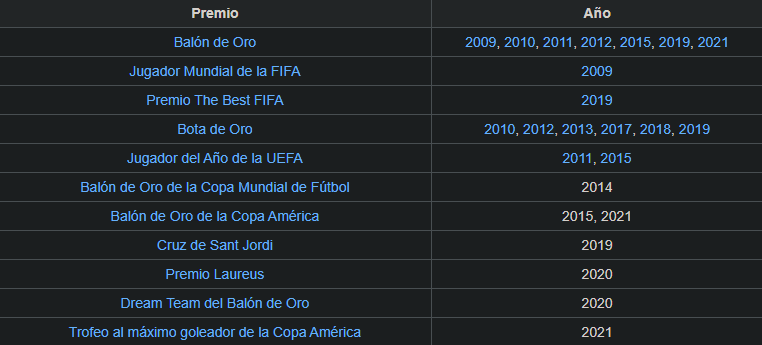 Premio Año
Balón de Oro 2009, 2010, 2011, 2012, 2015, 2019, 2021
Jugador Mundial de la FIFA 2009
Premio The Best FIFA 2019
Bota de Oro 2010, 2012, 2013, 2017, 2018, 2019
Jugador del Año de la UEFA 2011, 2015
Balón de Oro de la Copa Mundial de Fútbol 2014
Balón de Oro de la Copa América 2015, 2021
Cruz de Sant Jordi 2019
Premio Laureus 2020
Dream Team del Balón de Oro 2020
Trofeo al máximo goleador de la Copa América 2021